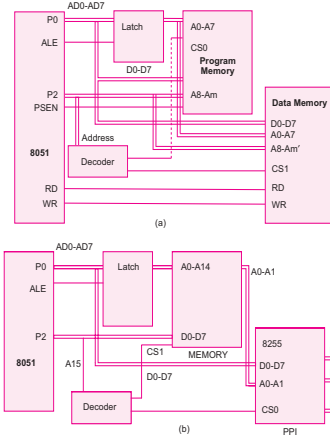 AD0-AD7
P0
Latch
A0-A7
ALE
CS0
Program
Memory
D0-D7
P2
A8-Am
PSEN
Data Memory
D0-D7
A0-A7
Address
A8-Am′
8051
Decoder
CS1
RD
RD
WR
WR
(a)
AD0-AD7
P0
Latch
A0-A14
A0-A1
ALE
8255
P2
D0-D7
CS1
MEMORY
D0-D7
8051
A15
D0-D7
A0-A1
Decoder
CS0
(b)
PPI